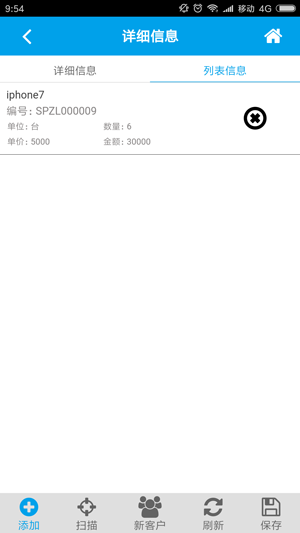 9:54 移动 4G
详细信息
详细信息 列表信息
iphone7
编号: SPZL000009
单位: 台 数量: 6
单价: 5000 金额: 30000
添加 扫描 新客户 刷新 保存